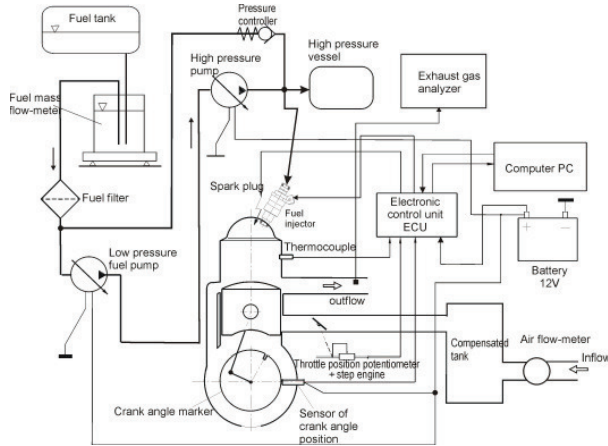 Fuel tank
Pressure
controller
High pressure
pump
High pressure
vessel
Exhaust gas
analyzer
Fuel mass
flow-meter
Computer PC
Spark plug
Fuel
injector
Electronic
control unit
ECU
Fuel filter
Thermocouple
+
-
Battery
12V
Low pressure
fuel pump
outflow
Compensated
tank
Air flow-meter
Inflow
Throttle position potentiometer
+ step engine
Crank angle marker
Sensor of
crank angle
position